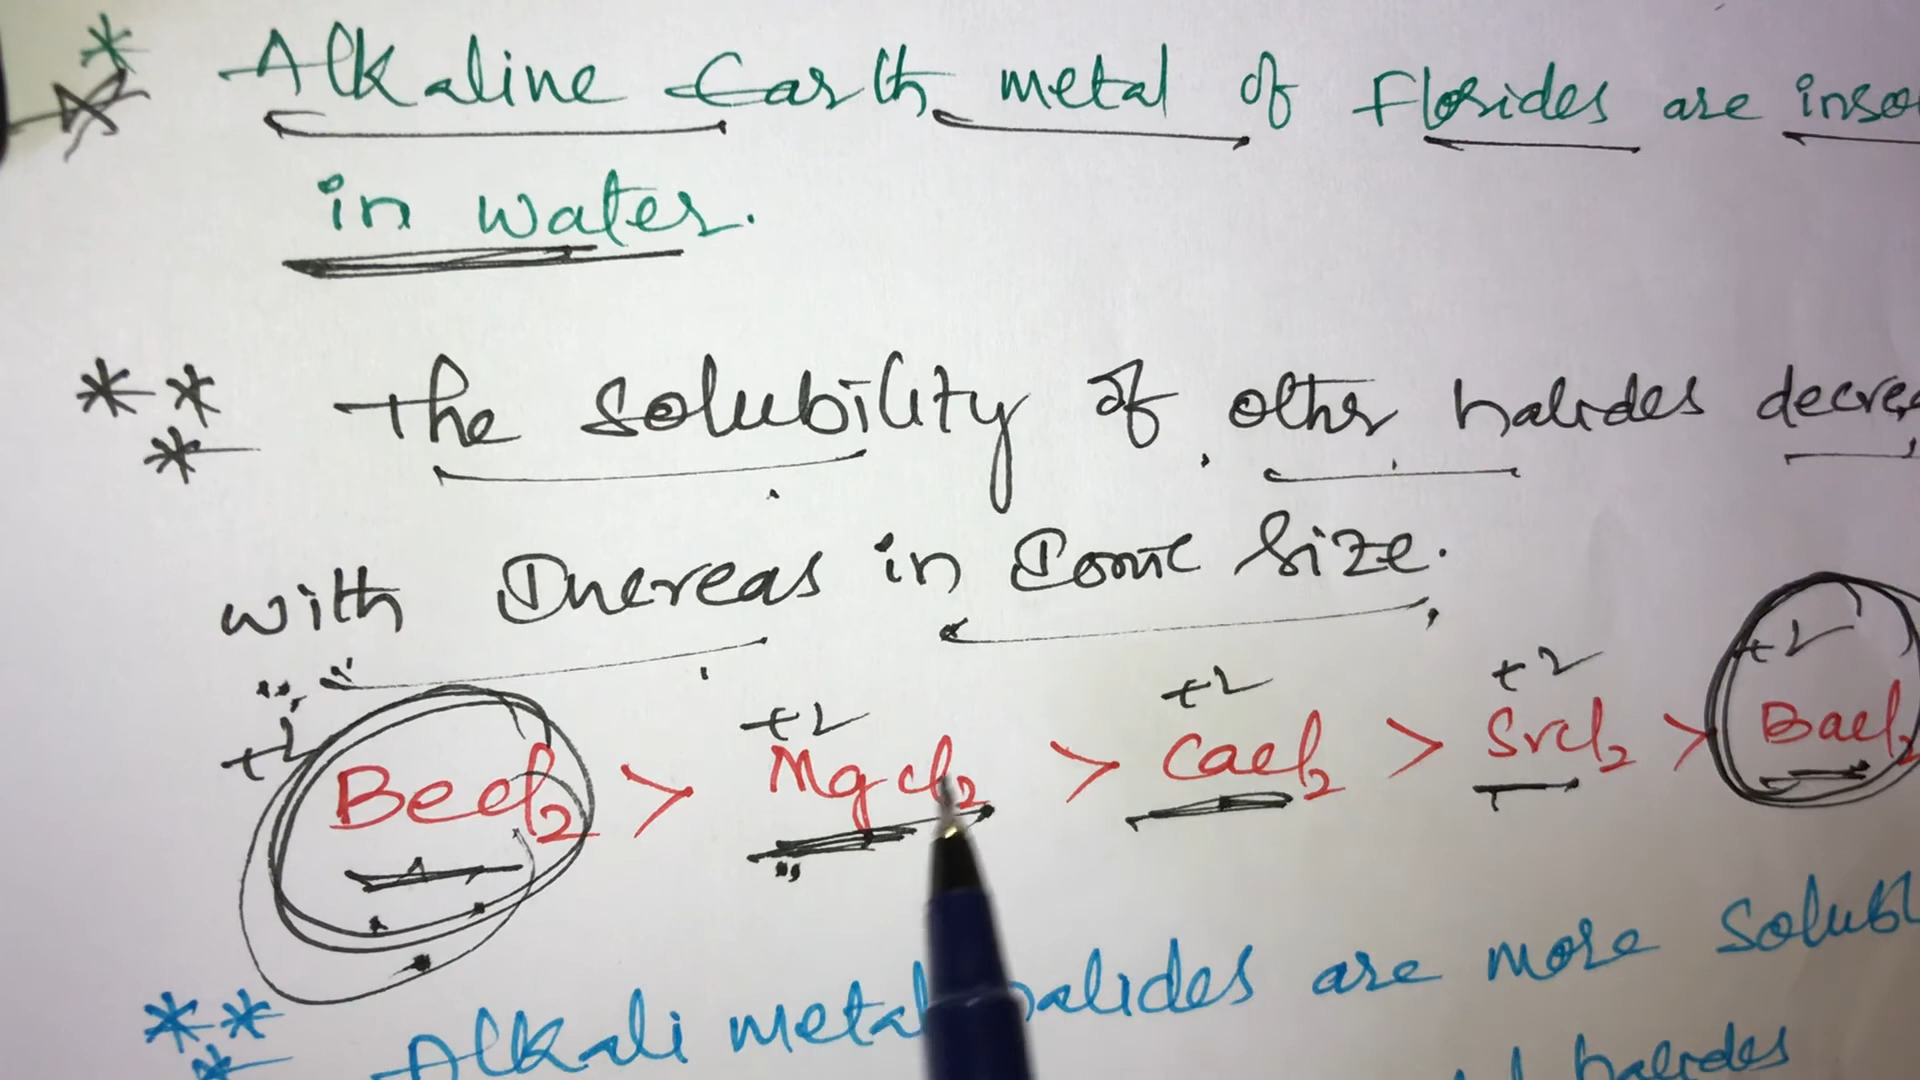 * Alkaline Earth metal of Florides are inso
in water.
** The solubility of other halides decrea
*
with Increas in Ionic Size.
+2 +2 +2 +2 +2
BeCl₂ > MgCl₂ > CaCl₂ > SrCl₂ > BaCl₂
** Alkali metal halides are more Solubl
*
halides